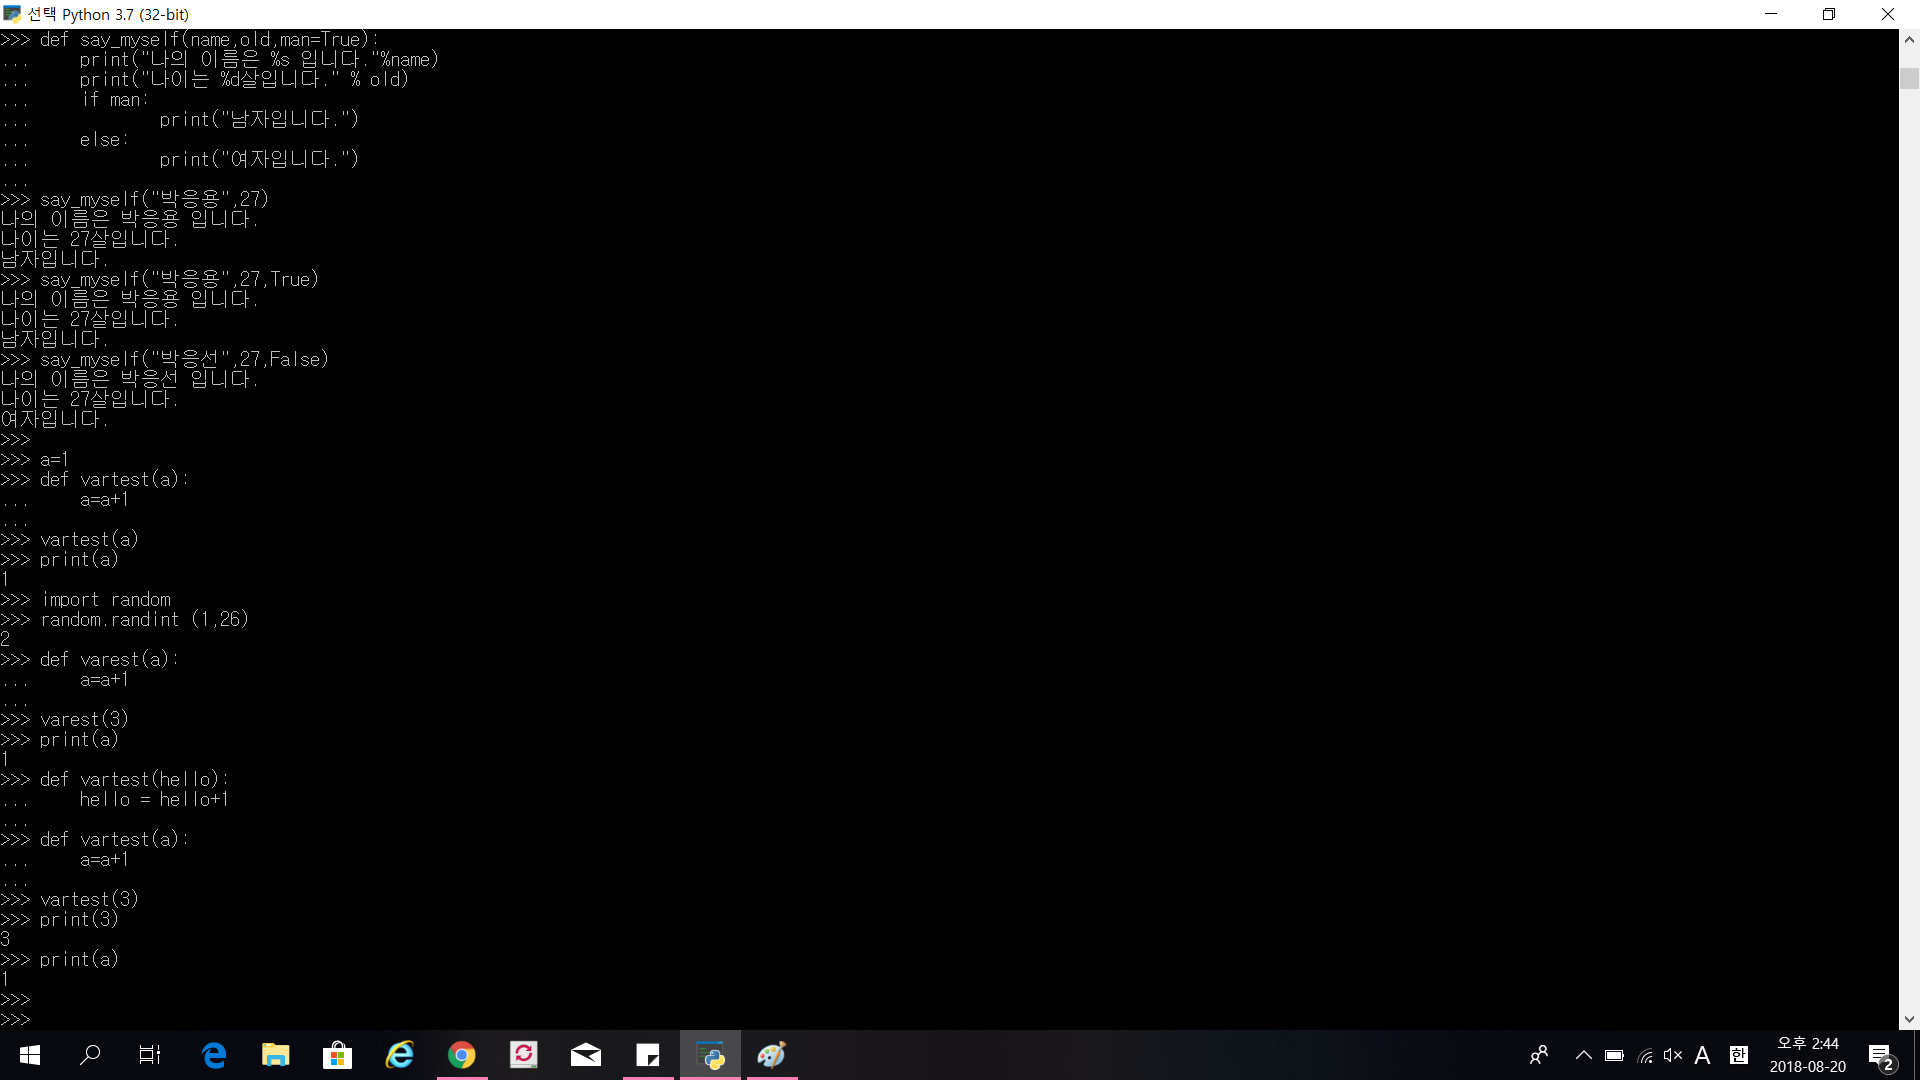 선택 Python 3.7 (32-bit)
>>> def say_myself(name,old,man=True):
...     print("나의 이름은 %s 입니다."%name)
...     print("나이는 %d살입니다." % old)
...     if man:
...             print("남자입니다.")
...     else:
...             print("여자입니다.")
...
>>> say_myself("박응용",27)
나의 이름은 박응용 입니다.
나이는 27살입니다.
남자입니다.
>>> say_myself("박응용",27,True)
나의 이름은 박응용 입니다.
나이는 27살입니다.
남자입니다.
>>> say_myself("박응선",27,False)
나의 이름은 박응선 입니다.
나이는 27살입니다.
여자입니다.
>>>
>>> a=1
>>> def vartest(a):
...     a=a+1
...
>>> vartest(a)
>>> print(a)
1
>>> import random
>>> random.randint (1,26)
2
>>> def varest(a):
...     a=a+1
...
>>> varest(3)
>>> print(a)
1
>>> def vartest(hello):
...     hello = hello+1
...
>>> def vartest(a):
...     a=a+1
...
>>> vartest(3)
>>> print(3)
3
>>> print(a)
1
>>>
>>>
A 한 오후 2:44
2018-08-20
2